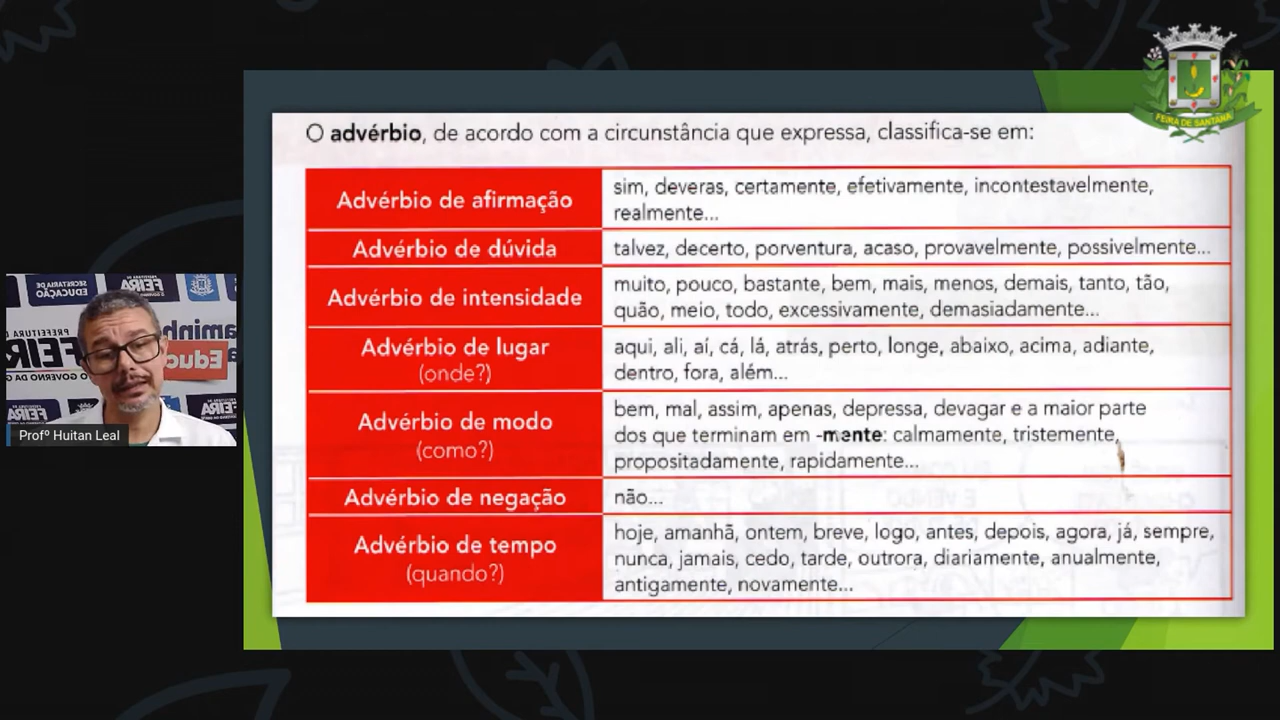 FEIRA DE SANTANA
O advérbio, de acordo com a circunstância que expressa, classifica-se em:
Advérbio de afirmação
sim, deveras, certamente, efetivamente, incontestavelmente,
realmente...
Advérbio de dúvida
talvez, decerto, porventura, acaso, provavelmente, possivelmente...
Advérbio de intensidade
muito, pouco, bastante, bem, mais, menos, demais, tanto, tão,
quão, meio, todo, excessivamente, demasiadamente...
Advérbio de lugar
(onde?)
aqui, ali, aí, cá, lá, atrás, perto, longe, abaixo, acima, adiante,
dentro, fora, além...
Advérbio de modo
(como?)
bem, mal, assim, apenas, depressa, devagar e a maior parte
dos que terminam em -mente: calmamente, tristemente,
propositadamente, rapidamente...
Advérbio de negação
não...
Advérbio de tempo
(quando?)
hoje, amanhã, ontem, breve, logo, antes, depois, agora, já, sempre,
nunca, jamais, cedo, tarde, outrora, diariamente, anualmente,
antigamente, novamente...
SECRETARIA DE
EDUCAÇÃO
PREFEITURA
FEIRA
O GOVERNO DA
Educ
FEIRA
FEIRA
Profº Huitan Leal